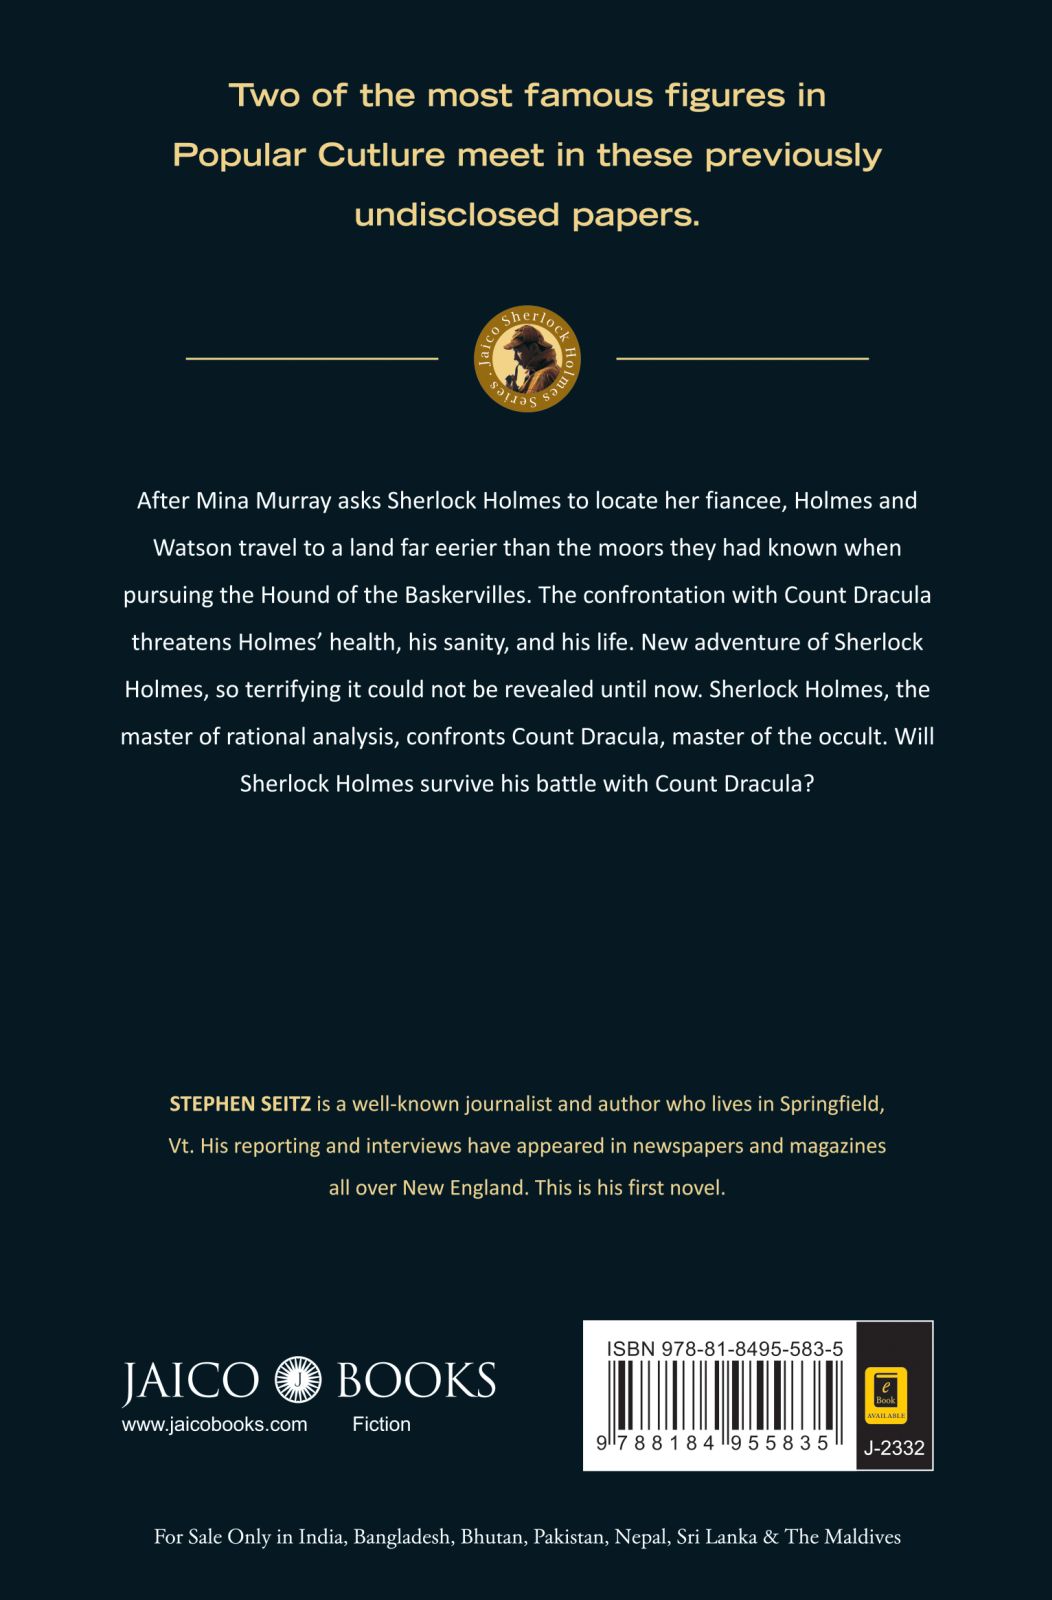 Two of the most famous figures in
Popular Cutlure meet in these previously
undisclosed papers.
Jaico Sherlock Holmes Series ·
After Mina Murray asks Sherlock Holmes to locate her fiancee, Holmes and
Watson travel to a land far eerier than the moors they had known when
pursuing the Hound of the Baskervilles. The confrontation with Count Dracula
threatens Holmes’ health, his sanity, and his life. New adventure of Sherlock
Holmes, so terrifying it could not be revealed until now. Sherlock Holmes, the
master of rational analysis, confronts Count Dracula, master of the occult. Will
Sherlock Holmes survive his battle with Count Dracula?
STEPHEN SEITZ is a well-known journalist and author who lives in Springfield,
Vt. His reporting and interviews have appeared in newspapers and magazines
all over New England. This is his first novel.
JAICO J BOOKS
www.jaicobooks.com Fiction
ISBN 978-81-8495-583-5
9 788184 955835
e
Book
AVAILABLE
J-2332
For Sale Only in India, Bangladesh, Bhutan, Pakistan, Nepal, Sri Lanka & The Maldives